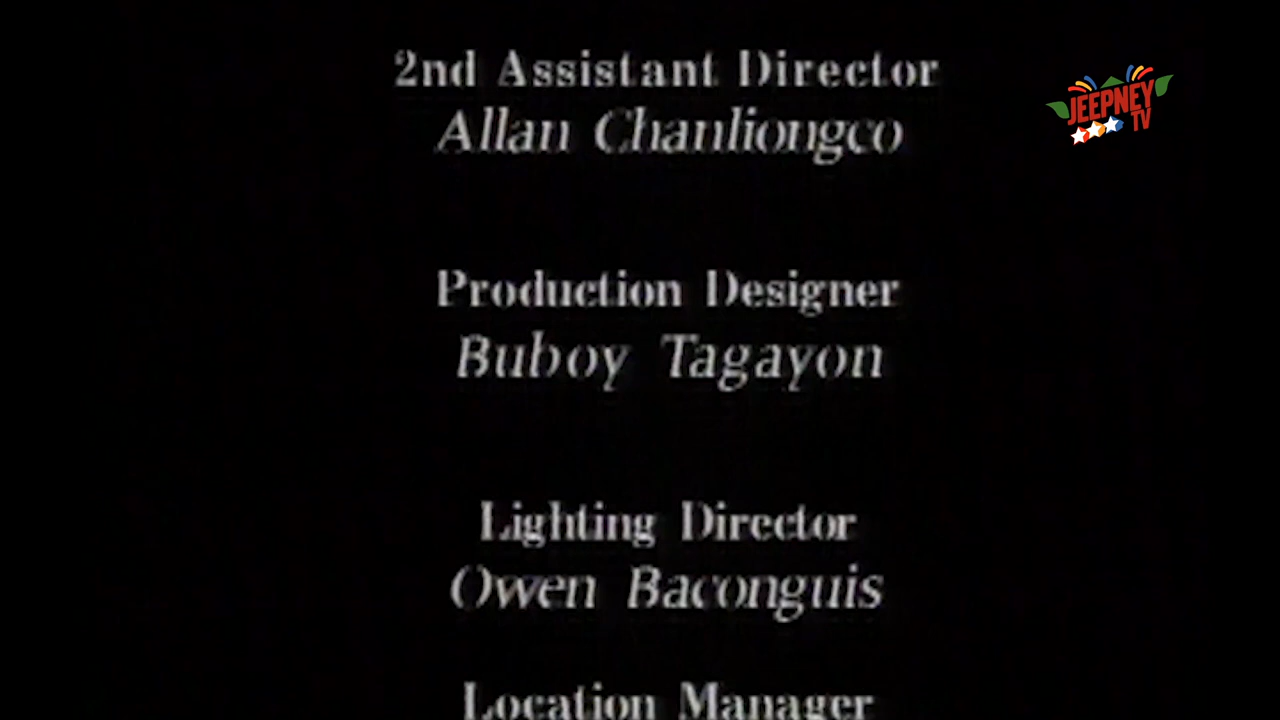 2nd Assistant Director
Allan Chanliongco
JEEPNEY
TV
Production Designer
Buboy Tagayon
Lighting Director
Owen Baconguis
Location Manager